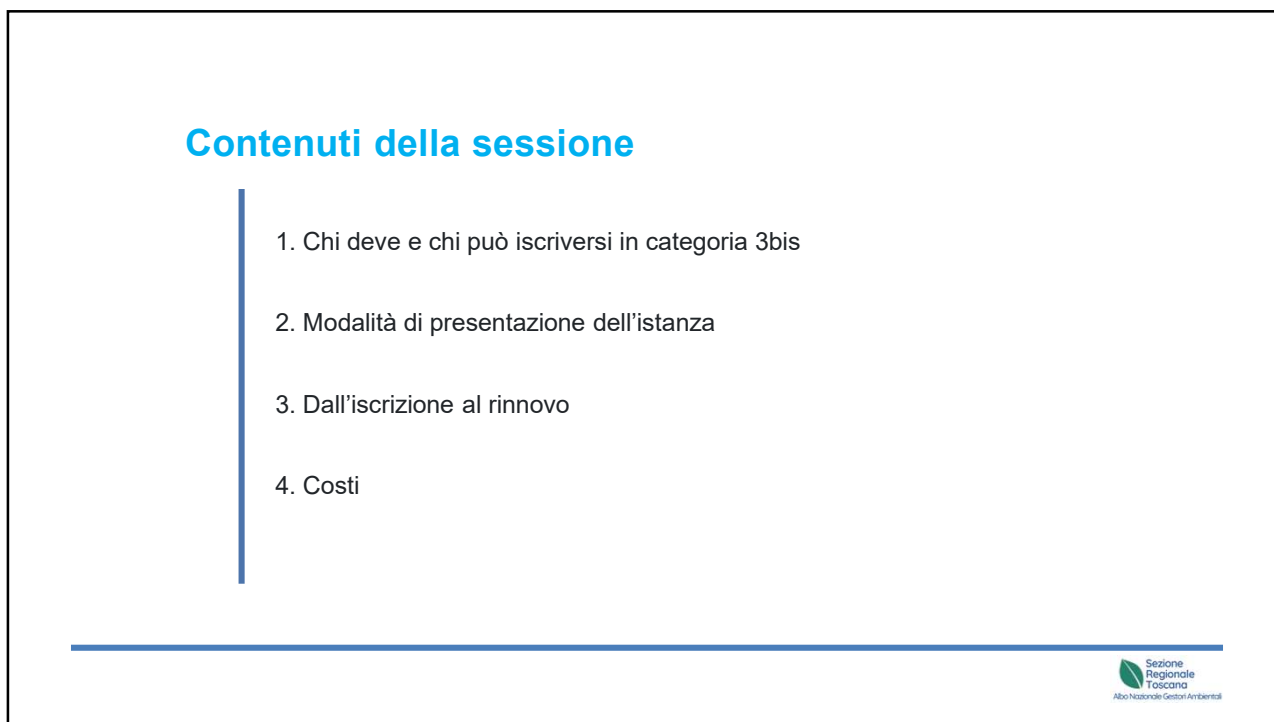 Contenuti della sessione
1. Chi deve e chi può iscriversi in categoria 3bis
2. Modalità di presentazione dell’istanza
3. Dall’iscrizione al rinnovo
4. Costi
Sezione
Regionale
Toscana
Albo Nazionale Gestori Ambientali